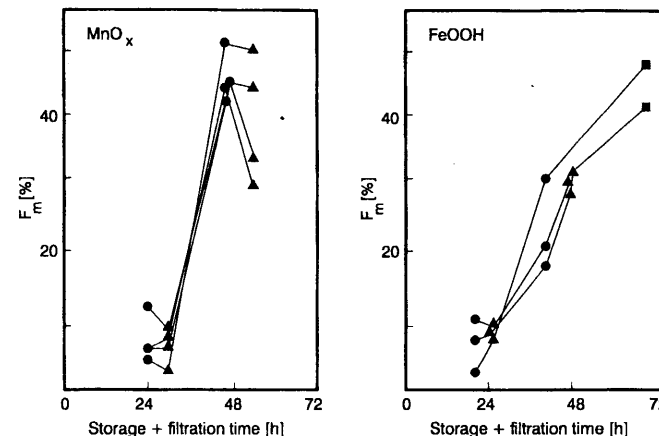 MnOx
40
20
Fm [%]
0 24 48 72
Storage + filtration time [h]
FeOOH
40
20
Fm [%]
0 24 48 72
Storage + filtration time [h]